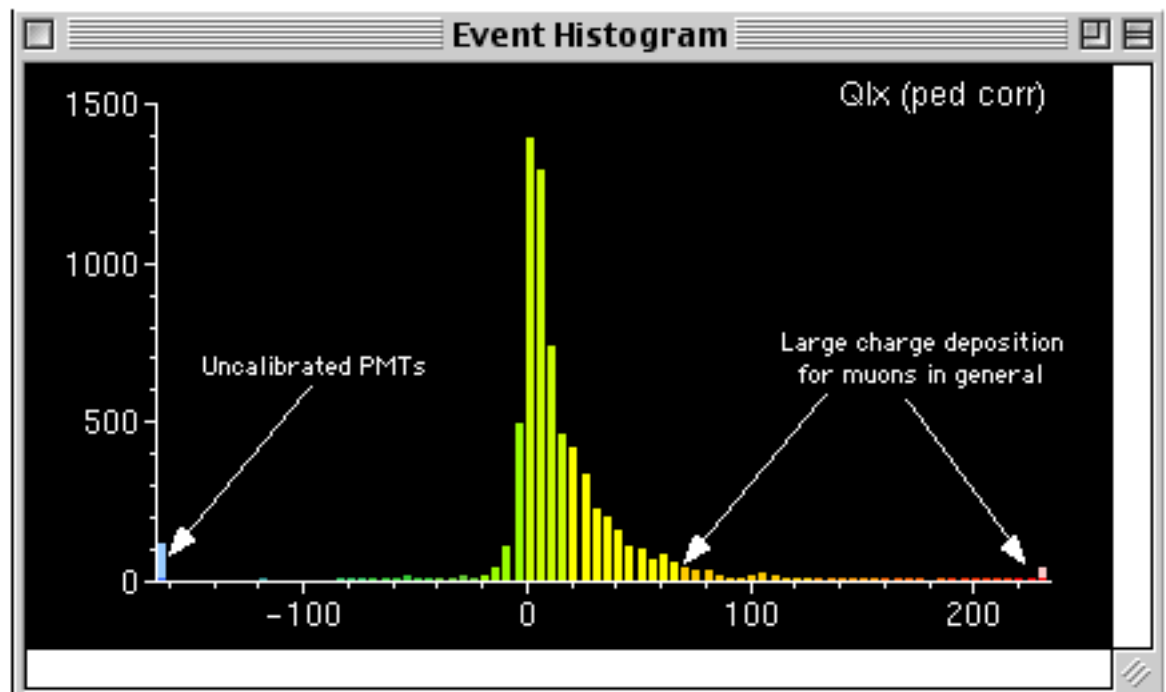 Event Histogram
Qlx (ped corr)
1500
1000
500
0
Uncalibrated PMTs
Large charge deposition
for muons in general
-100
0
100
200